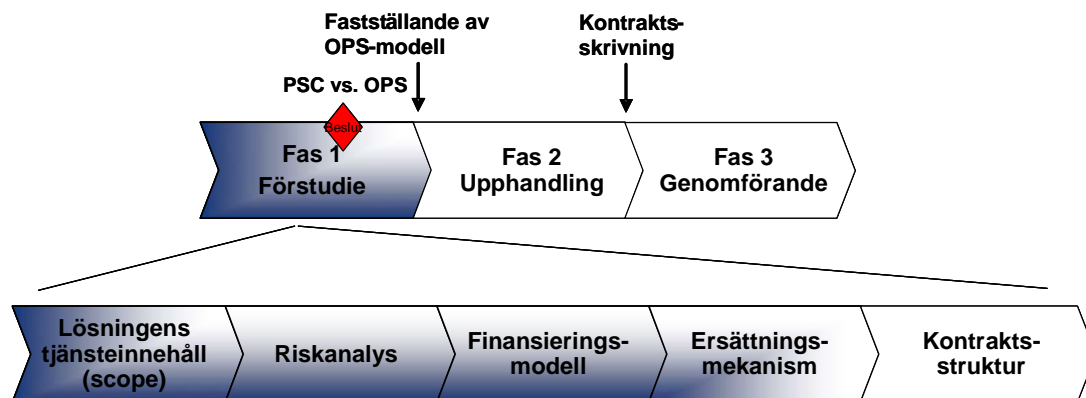 Fastställande av
OPS-modell
Kontrakts-
skrivning
PSC vs. OPS
Beslut
Fas 1
Förstudie
Fas 2
Upphandling
Fas 3
Genomförande
Lösningens
tjänsteinnehåll
(scope)
Riskanalys
Finansierings-
modell
Ersättnings-
mekanism
Kontrakts-
struktur